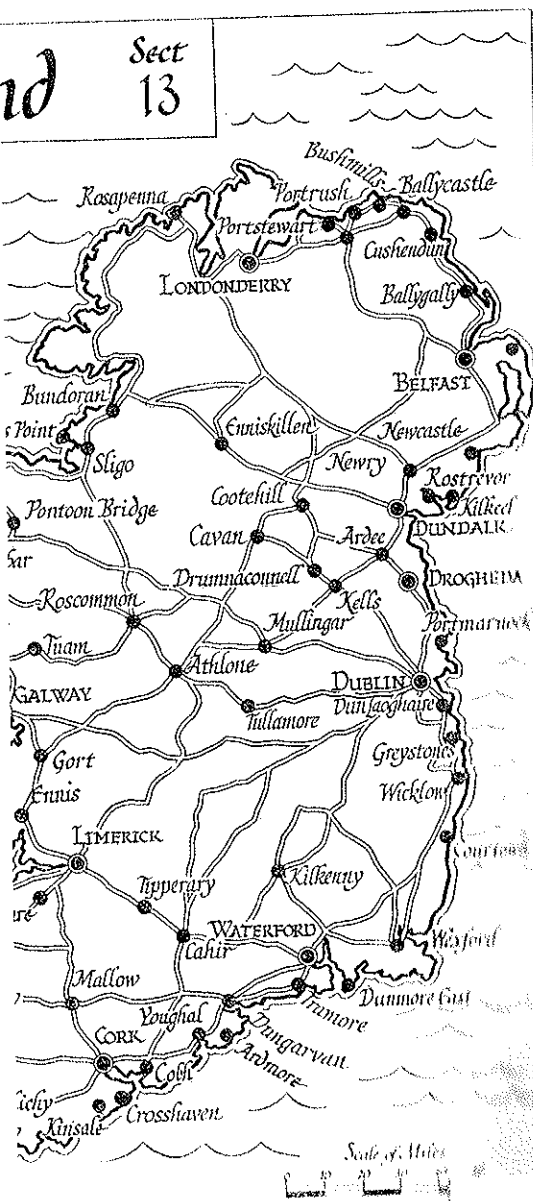 Sect
13
Bushmills
Rosapenna
Portrush
Ballycastle
Portstewart
Cushendun
LONDONDERRY
Ballygally
BELFAST
Bundoran
Enniskillen
Newcastle
s Point
Sligo
Newry
Rostrevor
Cootehill
Kilkeel
Pontoon Bridge
DUNDALK
Cavan
Ardee
bar
Drumnaconnell
DROGHEDA
Roscommon
Kells
Mullingar
Portmarnock
Tuam
Athlone
DUBLIN
GALWAY
Dunlaoghaire
Tullamore
Gort
Greystones
Ennis
Wicklow
LIMERICK
Kilkenny
Tipperary
WATERFORD
Wexford
Cahir
Mallow
Tramore
Dunmore East
Youghal
Dungarvan
CORK
Ardmore
Cobh
Crosshaven
Kinsale
Scale of Miles